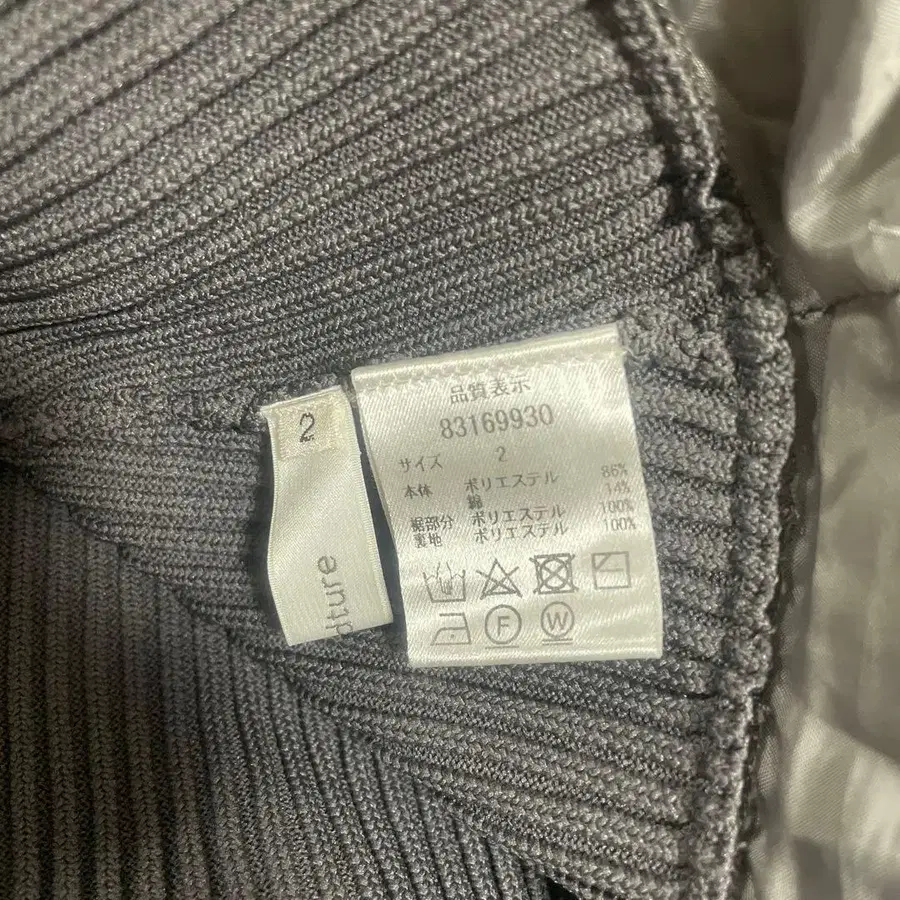 2
dture
品質表示
83169930
サイズ 2
本体 ポリエステル 86%
綿 14%
裾部分 ポリエステル 100%
裏地 ポリエステル 100%
F W